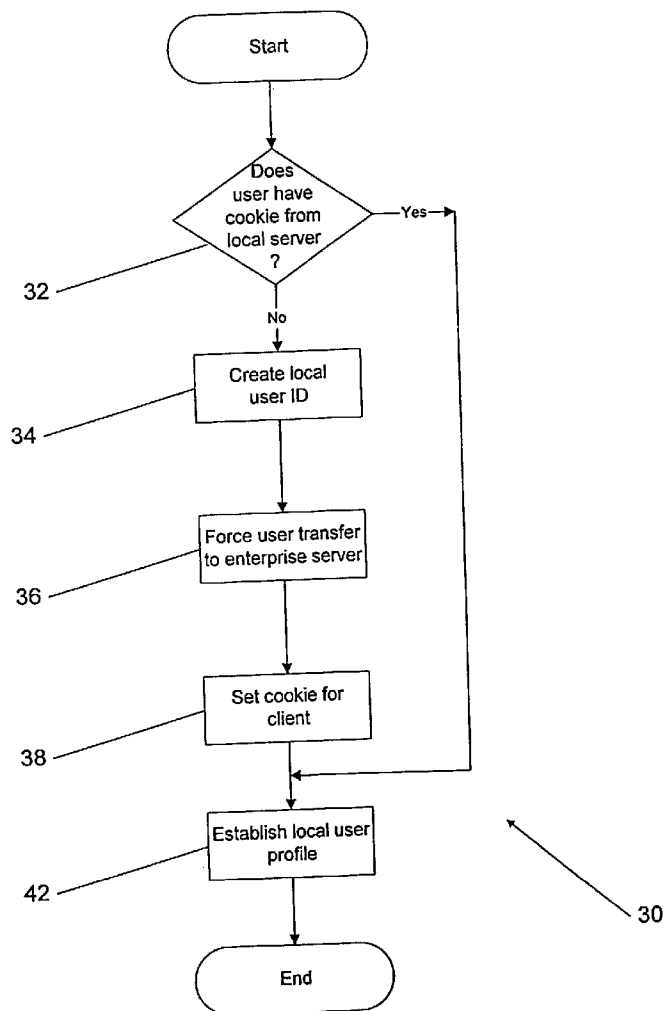 Start
Does
user have
cookie from
local server
?
Yes
32
No
Create local
user ID
34
Force user transfer
to enterprise server
36
Set cookie for
client
38
Establish local user
profile
42
30
End